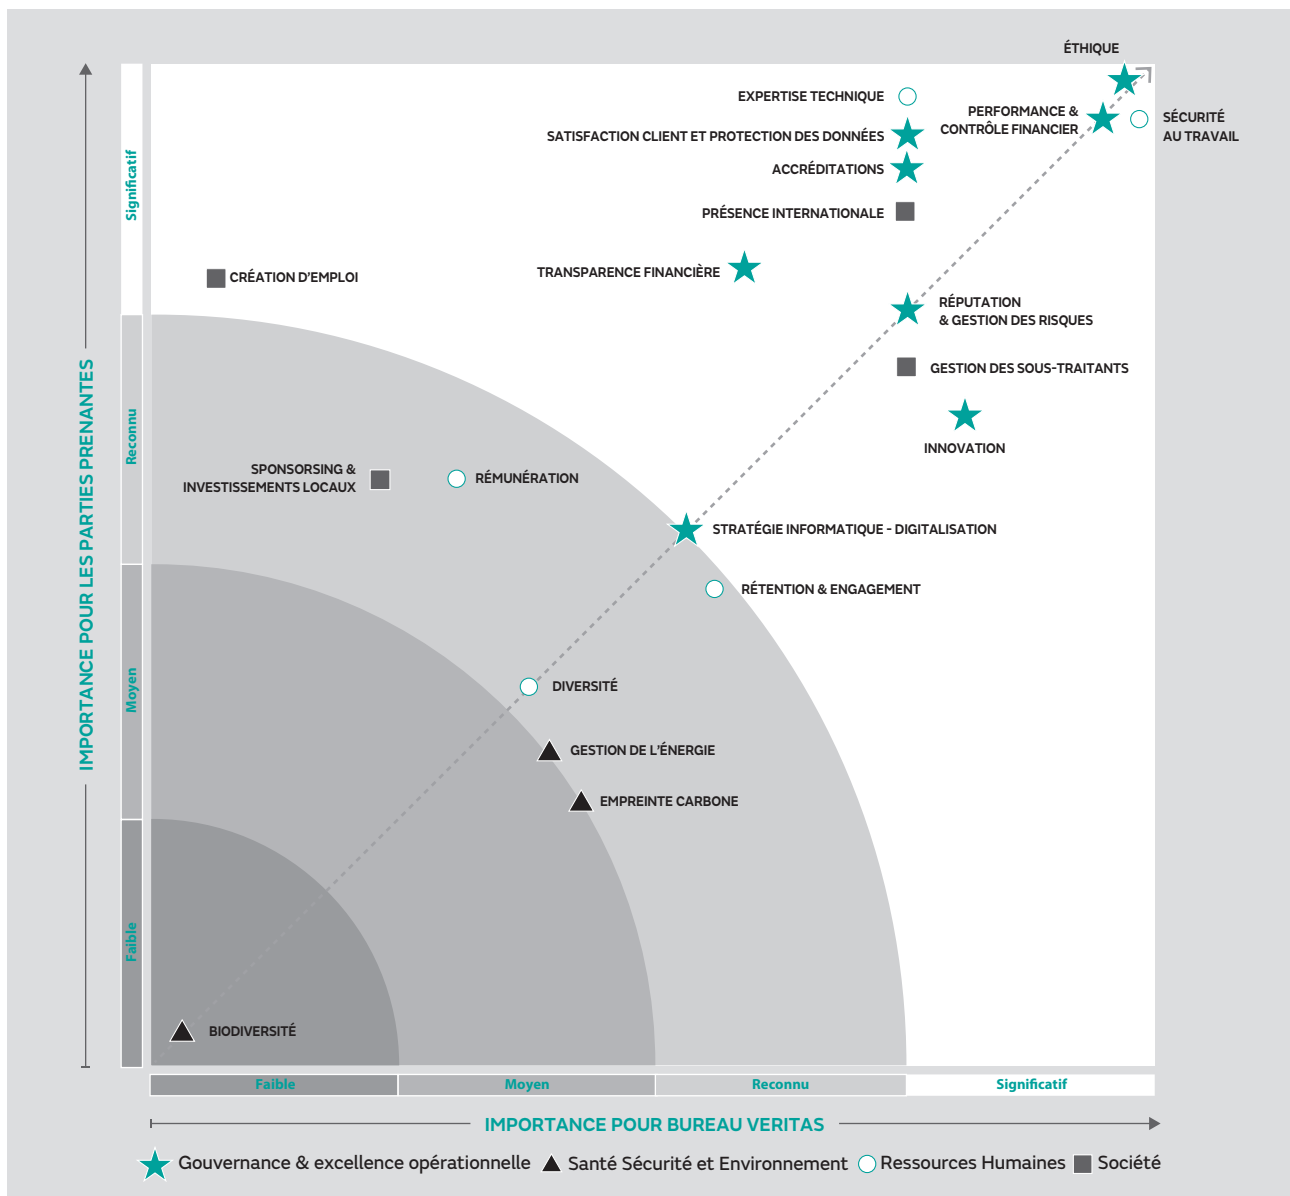 ÉTHIQUE
EXPERTISE TECHNIQUE
PERFORMANCE &
CONTRÔLE FINANCIER
SÉCURITÉ
AU TRAVAIL
SATISFACTION CLIENT ET PROTECTION DES DONNÉES
ACCRÉDITATIONS
PRÉSENCE INTERNATIONALE
TRANSPARENCE FINANCIÈRE
CRÉATION D'EMPLOI
RÉPUTATION
& GESTION DES RISQUES
GESTION DES SOUS-TRAITANTS
INNOVATION
SPONSORSING &
INVESTISSEMENTS LOCAUX
RÉMUNÉRATION
STRATÉGIE INFORMATIQUE - DIGITALISATION
RÉTENTION & ENGAGEMENT
DIVERSITÉ
GESTION DE L'ÉNERGIE
EMPREINTE CARBONE
BIODIVERSITÉ
IMPORTANCE POUR LES PARTIES PRENANTES
Significatif
Reconnu
Moyen
Faible
Faible
Moyen
Reconnu
Significatif
IMPORTANCE POUR BUREAU VERITAS
Gouvernance & excellence opérationnelle
Santé Sécurité et Environnement
Ressources Humaines
Société